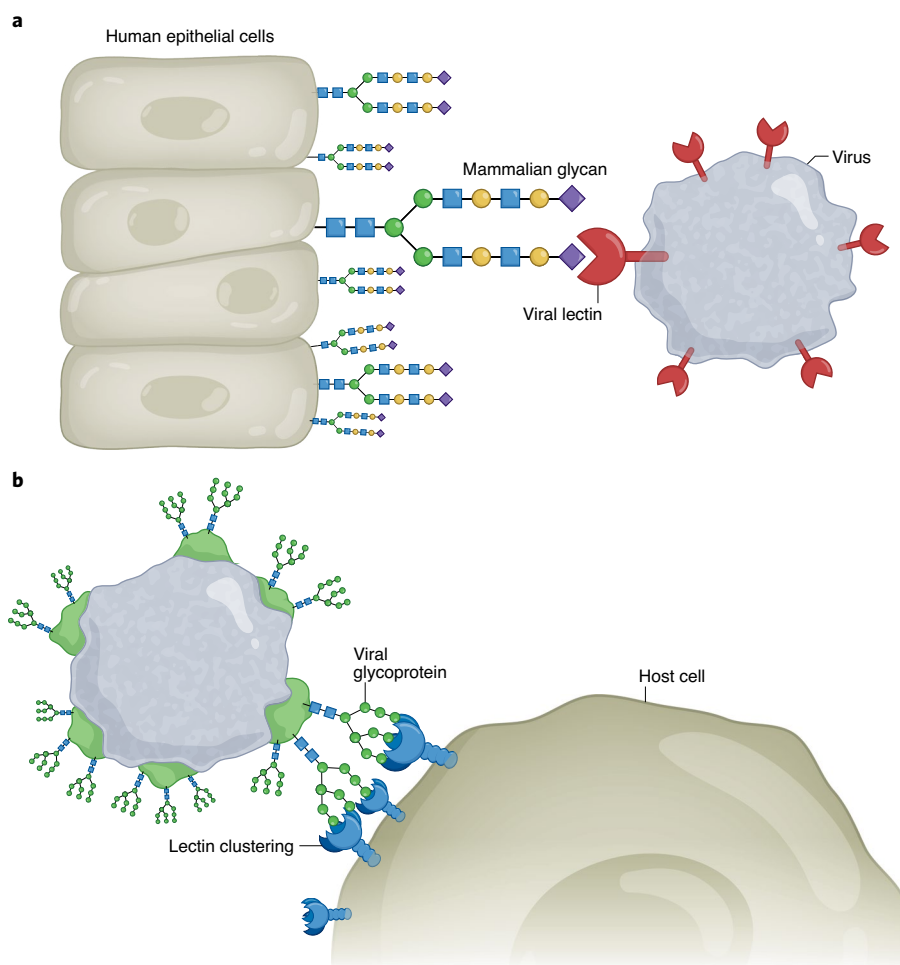 a
Human epithelial cells
Mammalian glycan
Virus
Viral lectin
b
Viral
glycoprotein
Host cell
Lectin clustering